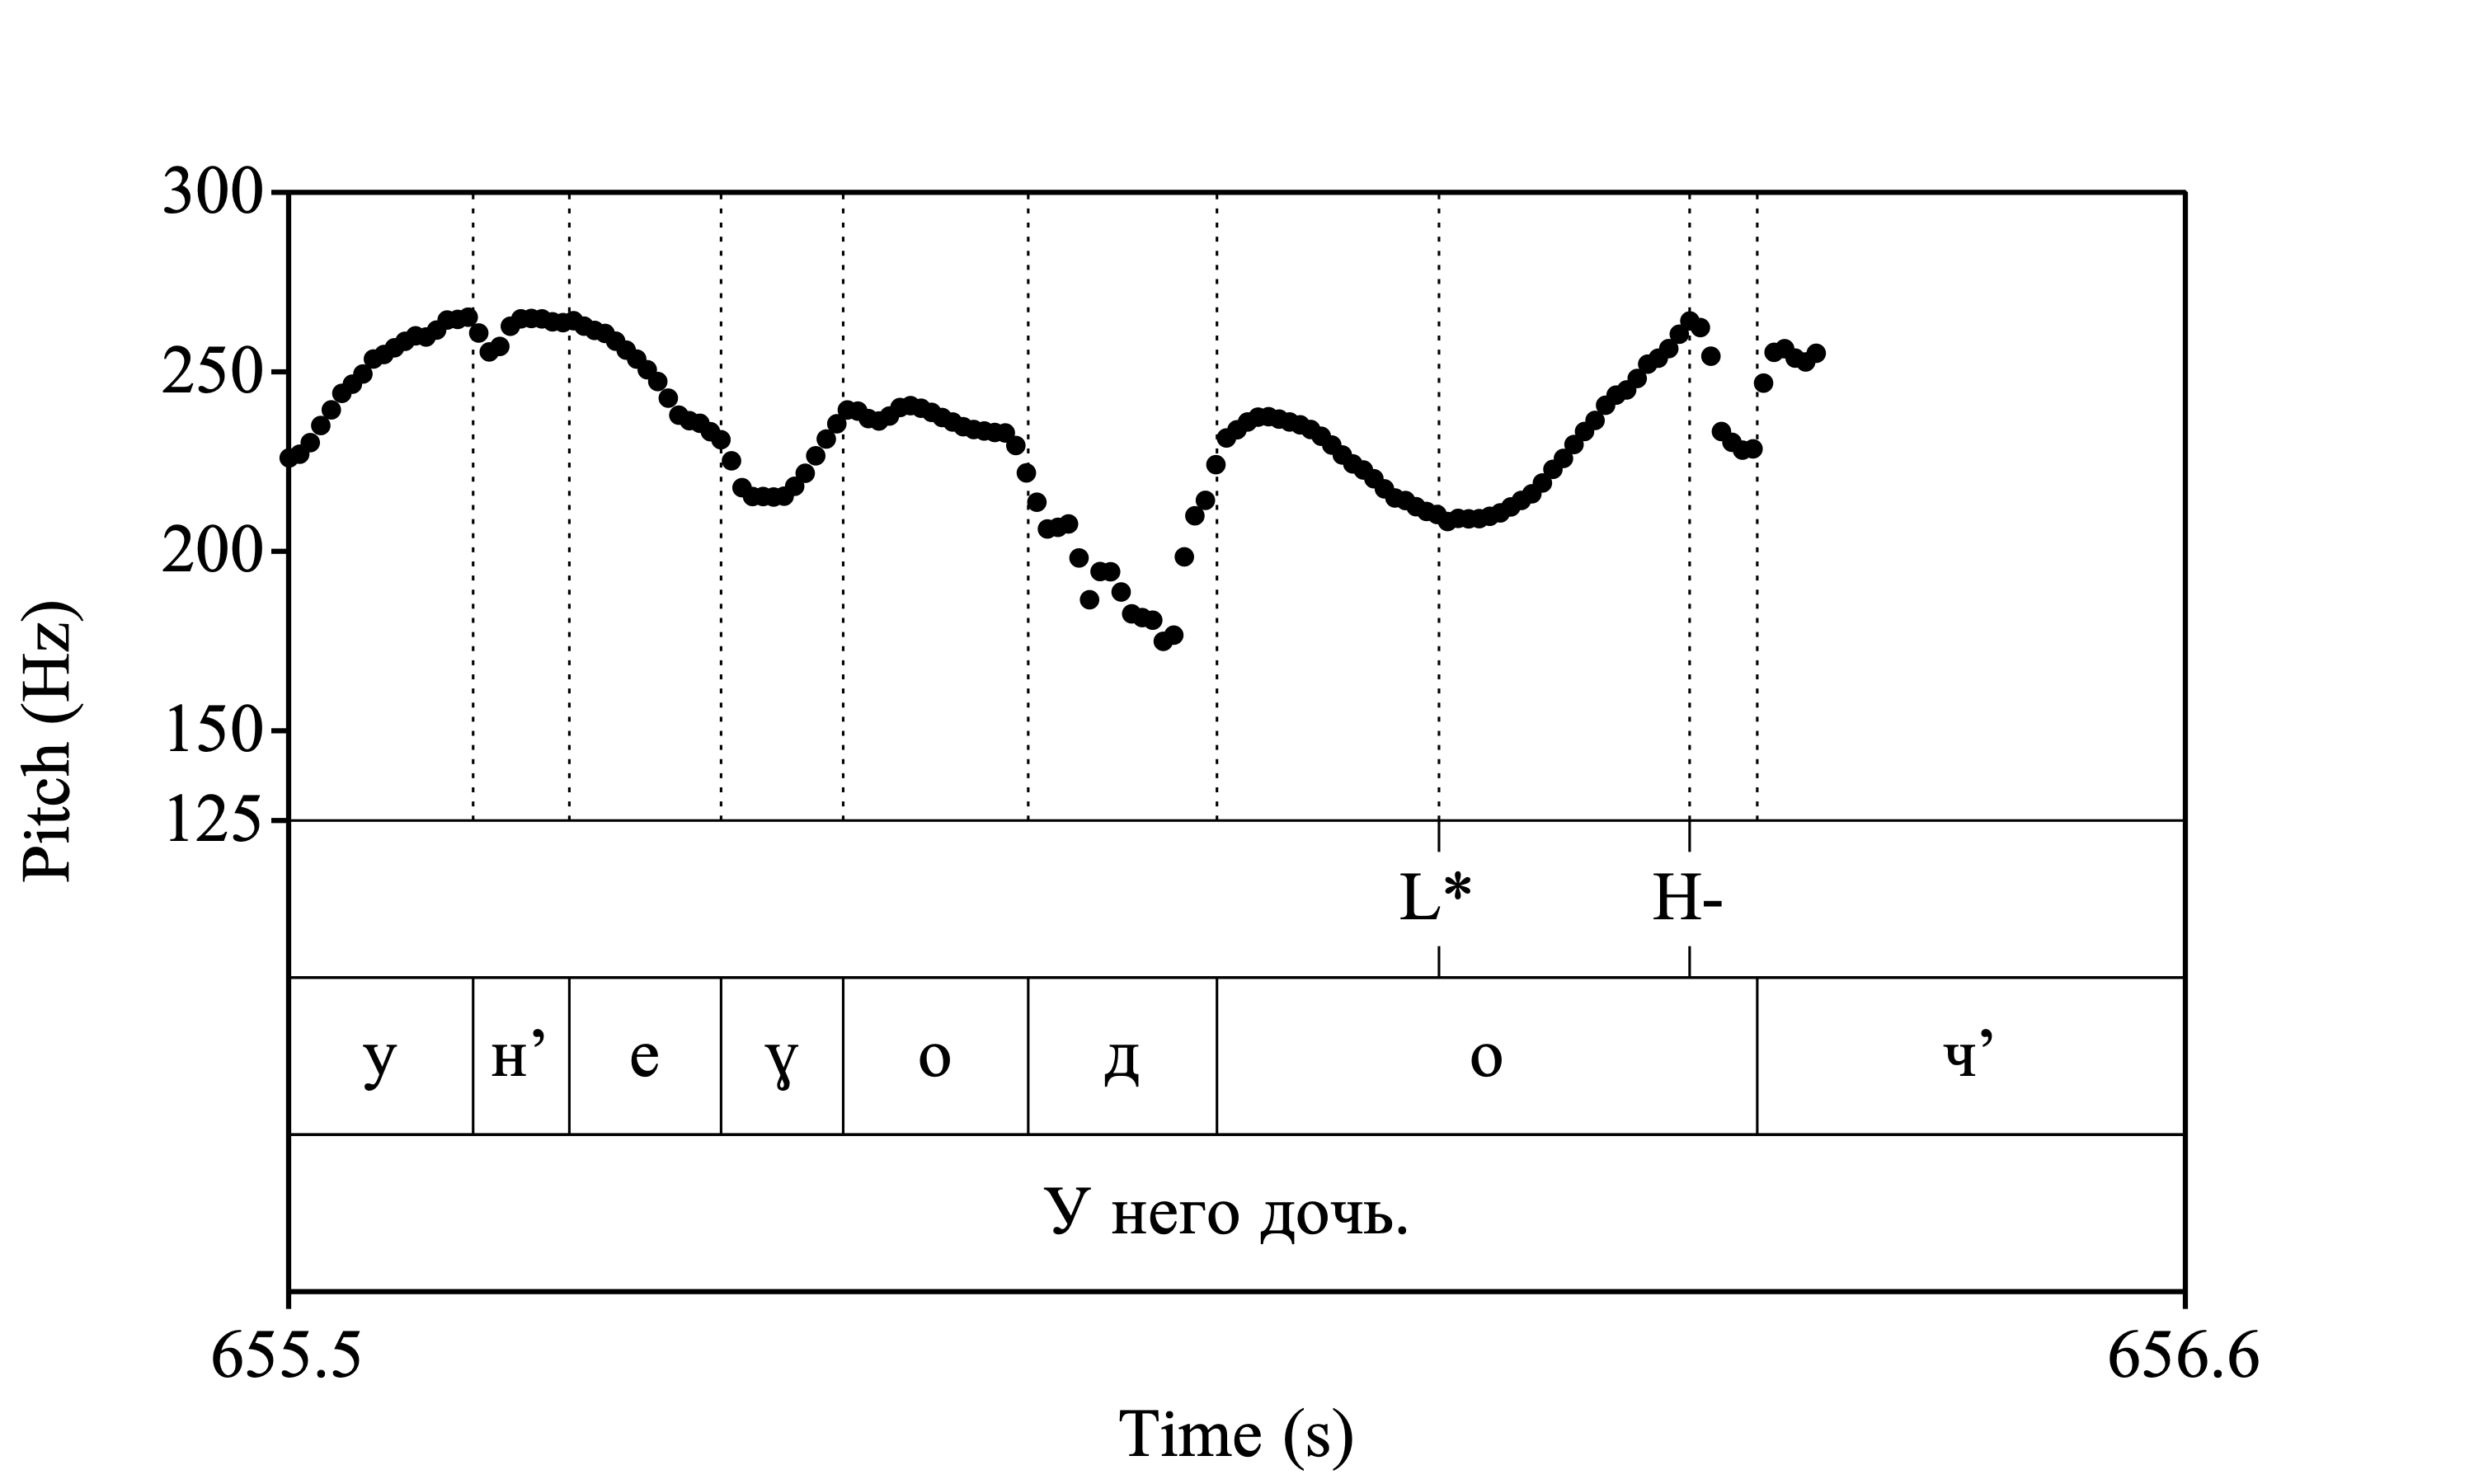 300
250
200
150
125
Pitch (Hz)
L* H-
у н’ е ɣ о д о ч’
У него дочь.
655.5 656.6
Time (s)